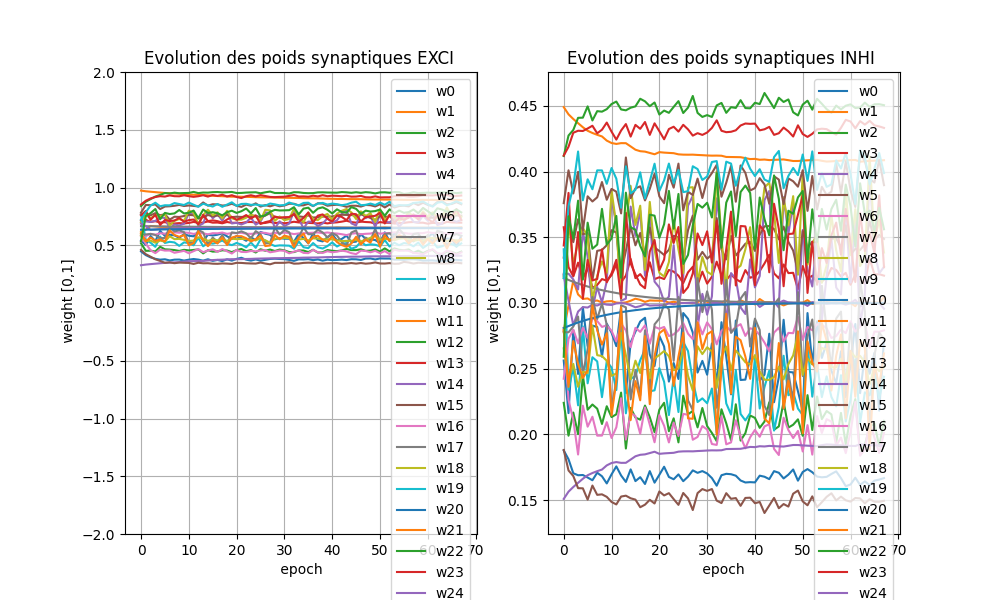 Evolution des poids synaptiques EXCI
weight [0,1]
2.0
1.5
1.0
0.5
0.0
−0.5
−1.0
−1.5
−2.0
0 10 20 30 40 50 60 70
epoch
w0
w1
w2
w3
w4
w5
w6
w7
w8
w9
w10
w11
w12
w13
w14
w15
w16
w17
w18
w19
w20
w21
w22
w23
w24
Evolution des poids synaptiques INHI
weight [0,1]
0.45
0.40
0.35
0.30
0.25
0.20
0.15
0 10 20 30 40 50 60 70
epoch
w0
w1
w2
w3
w4
w5
w6
w7
w8
w9
w10
w11
w12
w13
w14
w15
w16
w17
w18
w19
w20
w21
w22
w23
w24